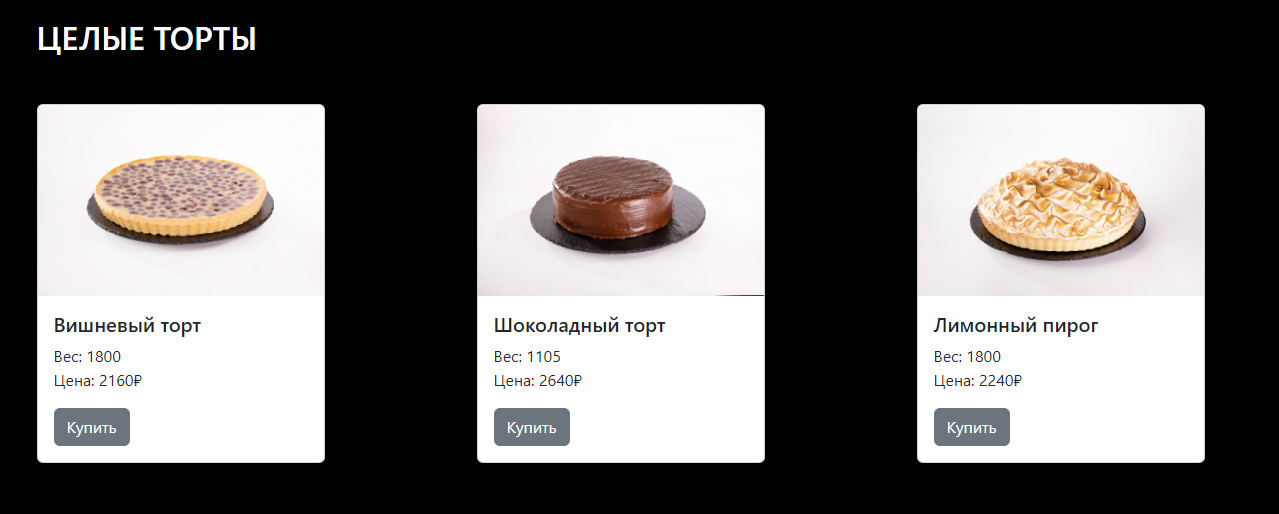 ЦЕЛЫЕ ТОРТЫ
Вишневый торт
Вес: 1800
Цена: 2160₽
Купить
Шоколадный торт
Вес: 1105
Цена: 2640₽
Купить
Лимонный пирог
Вес: 1800
Цена: 2240₽
Купить